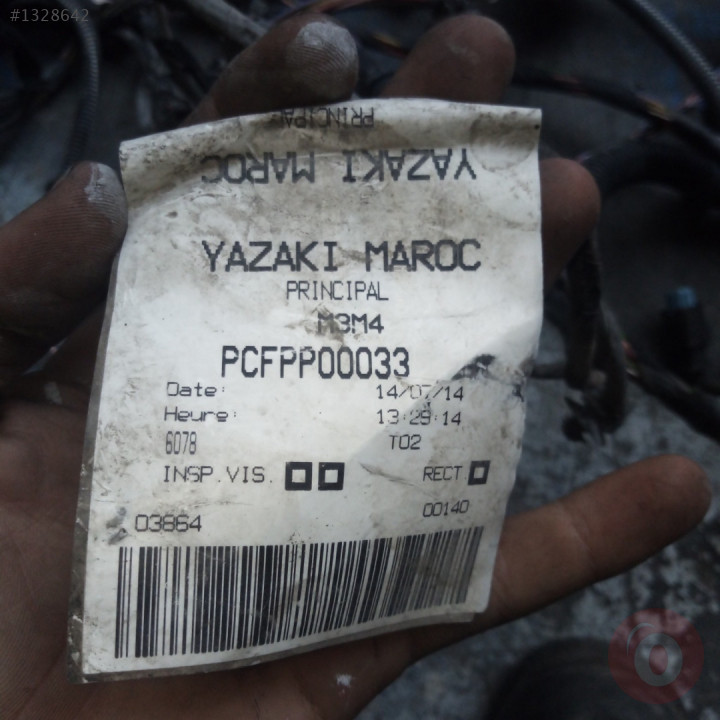 #1328642
PRINCIPAL
YAZAKI MAROC
YAZAKI MAROC
PRINCIPAL
M3M4
PCFPP00033
Date: 14/07/14
Heure: 13:29:14
6078 T02
INSP.VIS. RECT
03864 00140